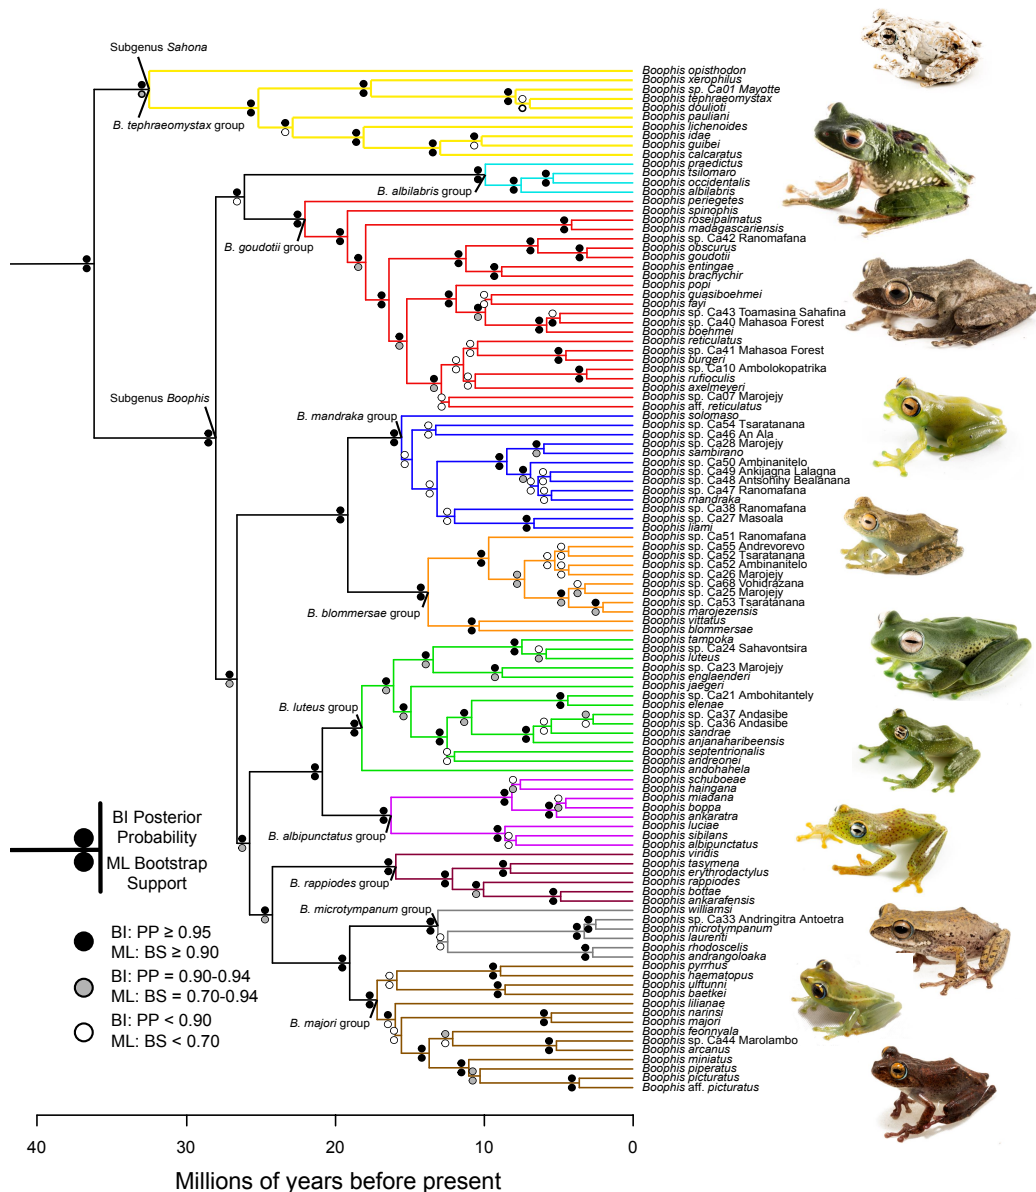 Subgenus Sahona
Boophis opisthodon
Boophis xerophilus
Boophis sp. Ca01 Mayotte
Boophis tephraeomystax
Boophis doulioti
B. tephraeomystax group
Boophis pauliani
Boophis lichenoides
Boophis idae
Boophis guibei
Boophis calcaratus
Boophis praedictus
Boophis tsilomaro
Boophis occidentalis
B. albilabris group
Boophis albilabris
Boophis periegetes
Boophis spinophis
Boophis roseipalmatus
Boophis madagascariensis
Boophis sp. Ca42 Ranomafana
B. goudotii group
Boophis obscurus
Boophis goudotii
Boophis entingae
Boophis brachychir
Boophis popi
Boophis quasiboehmei
Boophis fayi
Boophis sp. Ca43 Toamasina Sahafina
Boophis sp. Ca40 Mahasoa Forest
Boophis boehmei
Boophis reticulatus
Boophis sp. Ca41 Mahasoa Forest
Boophis burgeri
Boophis sp. Ca10 Ambolokopatrika
Boophis rufioculis
Boophis axelmeyeri
Boophis sp. Ca07 Marojejy
Subgenus Boophis
Boophis aff. reticulatus
B. mandraka group
Boophis solomaso
Boophis sp. Ca54 Tsaratanana
Boophis sp. Ca46 An Ala
Boophis sp. Ca28 Marojejy
Boophis sambirano
Boophis sp. Ca50 Ambinanitelo
Boophis sp. Ca49 Ankijagna Lalagna
Boophis sp. Ca48 Antsohihy Bealanana
Boophis sp. Ca47 Ranomafana
Boophis mandraka
Boophis sp. Ca38 Ranomafana
Boophis sp. Ca27 Masoala
Boophis liami
Boophis sp. Ca51 Ranomafana
Boophis sp. Ca55 Andrevorevo
Boophis sp. Ca52 Tsaratanana
Boophis sp. Ca52 Ambinanitelo
Boophis sp. Ca26 Marojejy
Boophis sp. Ca68 Vohidrazana
Boophis sp. Ca25 Marojejy
Boophis sp. Ca53 Tsaratanana
Boophis marojezensis
B. blommersae group
Boophis vittatus
Boophis blommersae
Boophis tampoka
Boophis sp. Ca24 Sahavontsira
Boophis luteus
Boophis sp. Ca23 Marojejy
Boophis englaenderi
Boophis jaegeri
Boophis sp. Ca21 Ambohitantely
B. luteus group
Boophis elenae
Boophis sp. Ca37 Andasibe
Boophis sp. Ca36 Andasibe
Boophis sandrae
Boophis anjanaharibeensis
Boophis septentrionalis
Boophis andreonei
Boophis andohahela
Boophis schuboeae
Boophis haingana
Boophis miadana
Boophis boppa
Boophis ankaratra
Boophis luciae
B. albipunctatus group
Boophis sibilans
Boophis albipunctatus
Boophis viridis
Boophis tasymena
Boophis erythrodactylus
B. rappiodes group
Boophis rappiodes
Boophis bottae
Boophis ankarafensis
B. microtympanum group
Boophis williamsi
Boophis sp. Ca33 Andringitra Antoetra
Boophis microtympanum
Boophis laurenti
Boophis rhodoscelis
Boophis andrangoloaka
Boophis pyrrhus
Boophis haematopus
Boophis ulftunni
Boophis baetkei
Boophis lilianae
Boophis narinsi
B. majori group
Boophis majori
Boophis feonnyala
Boophis sp. Ca44 Marolambo
Boophis arcanus
Boophis miniatus
Boophis piperatus
Boophis picturatus
Boophis aff. picturatus
BI Posterior
Probability
ML Bootstrap
Support
BI: PP ≥ 0.95
ML: BS ≥ 0.90
BI: PP = 0.90-0.94
ML: BS = 0.70-0.94
BI: PP < 0.90
ML: BS < 0.70
40 30 20 10 0
Millions of years before present